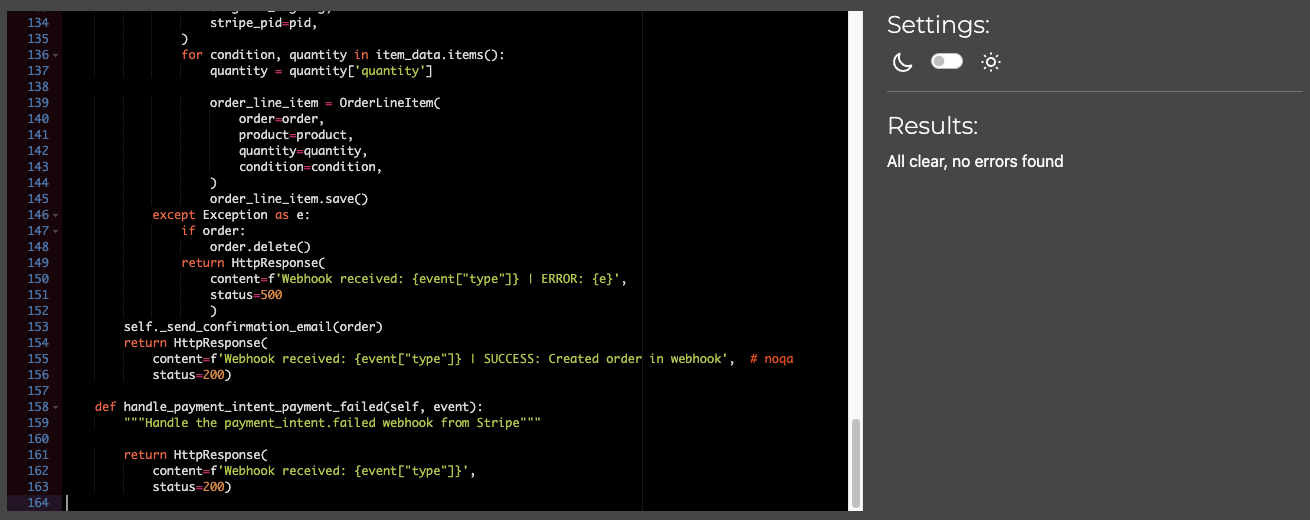 134 stripe_pid=pid,
135 )
136 for condition, quantity in item_data.items():
137 quantity = quantity['quantity']
138
139 order_line_item = OrderLineItem(
140 order=order,
141 product=product,
142 quantity=quantity,
143 condition=condition,
144 )
145 order_line_item.save()
146 except Exception as e:
147 if order:
148 order.delete()
149 return HttpResponse(
150 content=f'Webhook received: {event["type"]} | ERROR: {e}',
151 status=500
152 )
153 self._send_confirmation_email(order)
154 return HttpResponse(
155 content=f'Webhook received: {event["type"]} | SUCCESS: Created order in webhook',  # noqa
156 status=200)
157
158 def handle_payment_intent_payment_failed(self, event):
159 """Handle the payment_intent.failed webhook from Stripe"""
160
161 return HttpResponse(
162 content=f'Webhook received: {event["type"]}',
163 status=200)
164
Settings:
Results:
All clear, no errors found